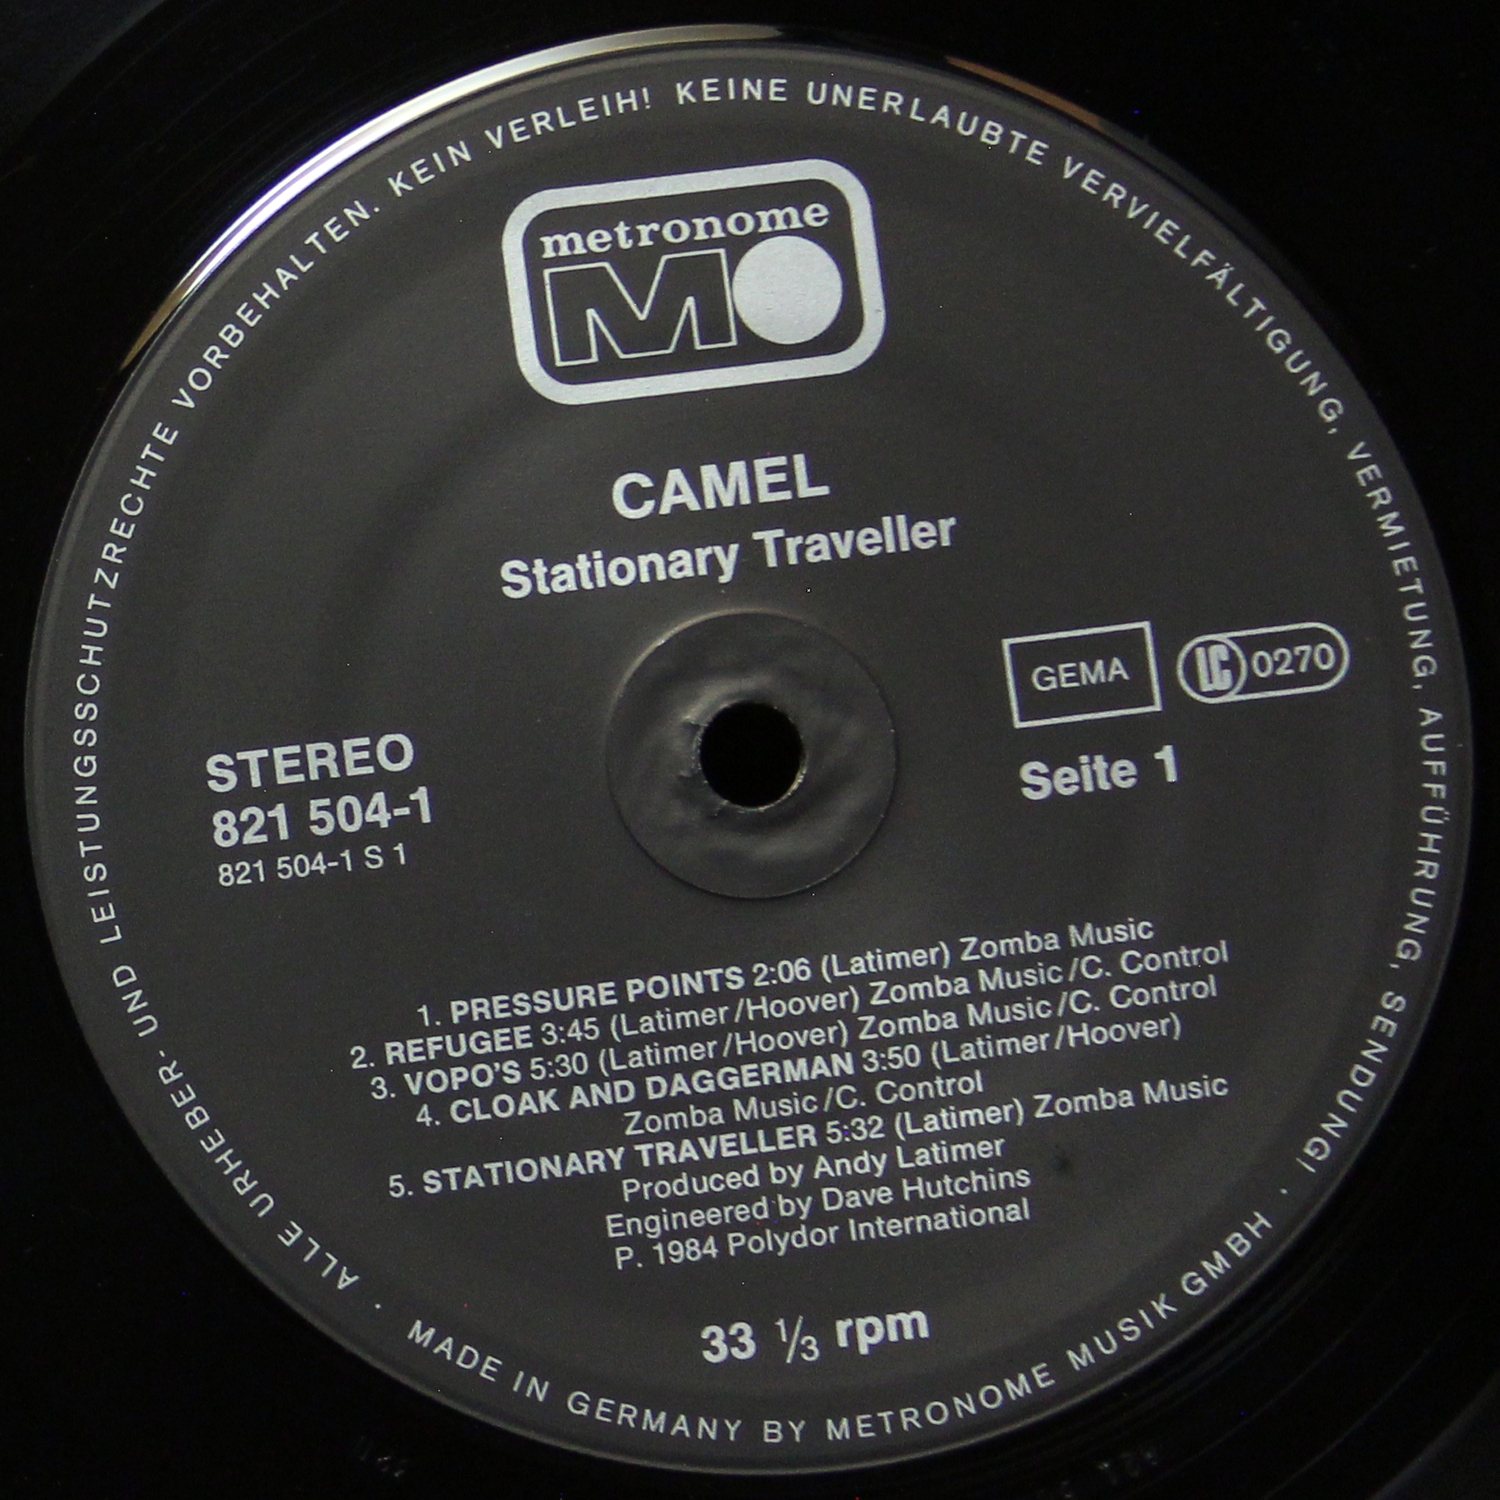 ALLE URHEBER- UND LEISTUNGSSCHUTZRECHTE VORBEHALTEN. KEIN VERLEIH! KEINE UNERLAUBTE VERVIELFÄLTIGUNG, VERMIETUNG, AUFFÜHRUNG, SENDUNG!
metronome
MO
CAMEL
Stationary Traveller
GEMA
LC 0270
Seite 1
STEREO
821 504-1
821 504-1 S 1
1. PRESSURE POINTS 2:06 (Latimer) Zomba Music
2. REFUGEE 3:45 (Latimer/Hoover) Zomba Music/C. Control
3. VOPO'S 5:30 (Latimer/Hoover) Zomba Music/C. Control
4. CLOAK AND DAGGERMAN 3:50 (Latimer/Hoover)
Zomba Music/C. Control
5. STATIONARY TRAVELLER 5:32 (Latimer) Zomba Music
Produced by Andy Latimer
Engineered by Dave Hutchins
P. 1984 Polydor International
33 ⅓ rpm
· MADE IN GERMANY BY METRONOME MUSIK GMBH ·